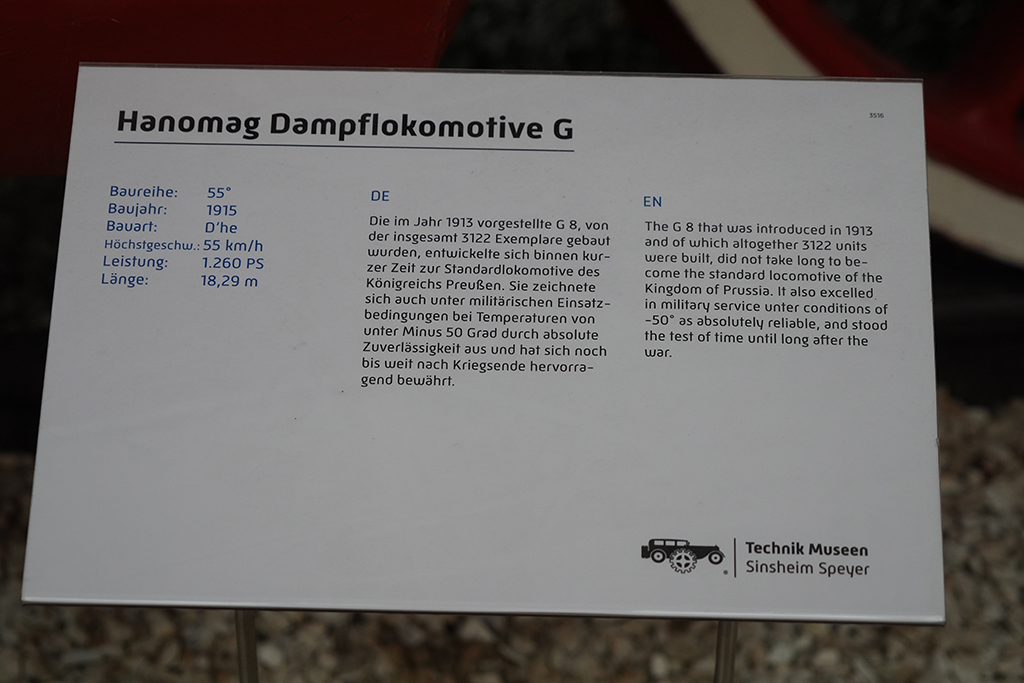 Hanomag Dampflokomotive G
3516
Baureihe: 55°
Baujahr: 1915
Bauart: D'he
Höchstgeschw.: 55 km/h
Leistung: 1.260 PS
Länge: 18,29 m
DE
Die im Jahr 1913 vorgestellte G 8, von
der insgesamt 3122 Exemplare gebaut
wurden, entwickelte sich binnen kur-
zer Zeit zur Standardlokomotive des
Königreichs Preußen. Sie zeichnete
sich auch unter militärischen Einsatz-
bedingungen bei Temperaturen von
unter Minus 50 Grad durch absolute
Zuverlässigkeit aus und hat sich noch
bis weit nach Kriegsende hervorra-
gend bewährt.
EN
The G 8 that was introduced in 1913
and of which altogether 3122 units
were built, did not take long to be-
come the standard locomotive of the
Kingdom of Prussia. It also excelled
in military service unter conditions of
-50° as absolutely reliable, and stood
the test of time until long after the
war.
Technik Museen
Sinsheim Speyer